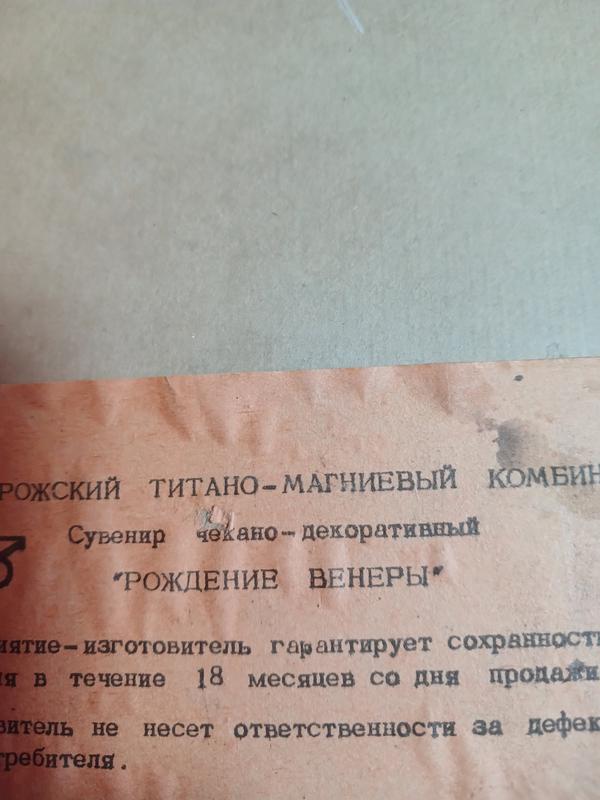 РОЖСКИЙ ТИТАНО-МАГНИЕВЫЙ КОМБИН
Сувенир чекано-декоративный
"РОЖДЕНИЕ ВЕНЕРЫ"
иятие-изготовитель гарантирует сохранность
ия в течение 18 месяцев со дня продажи
витель не несет ответственности за дефек
требителя.